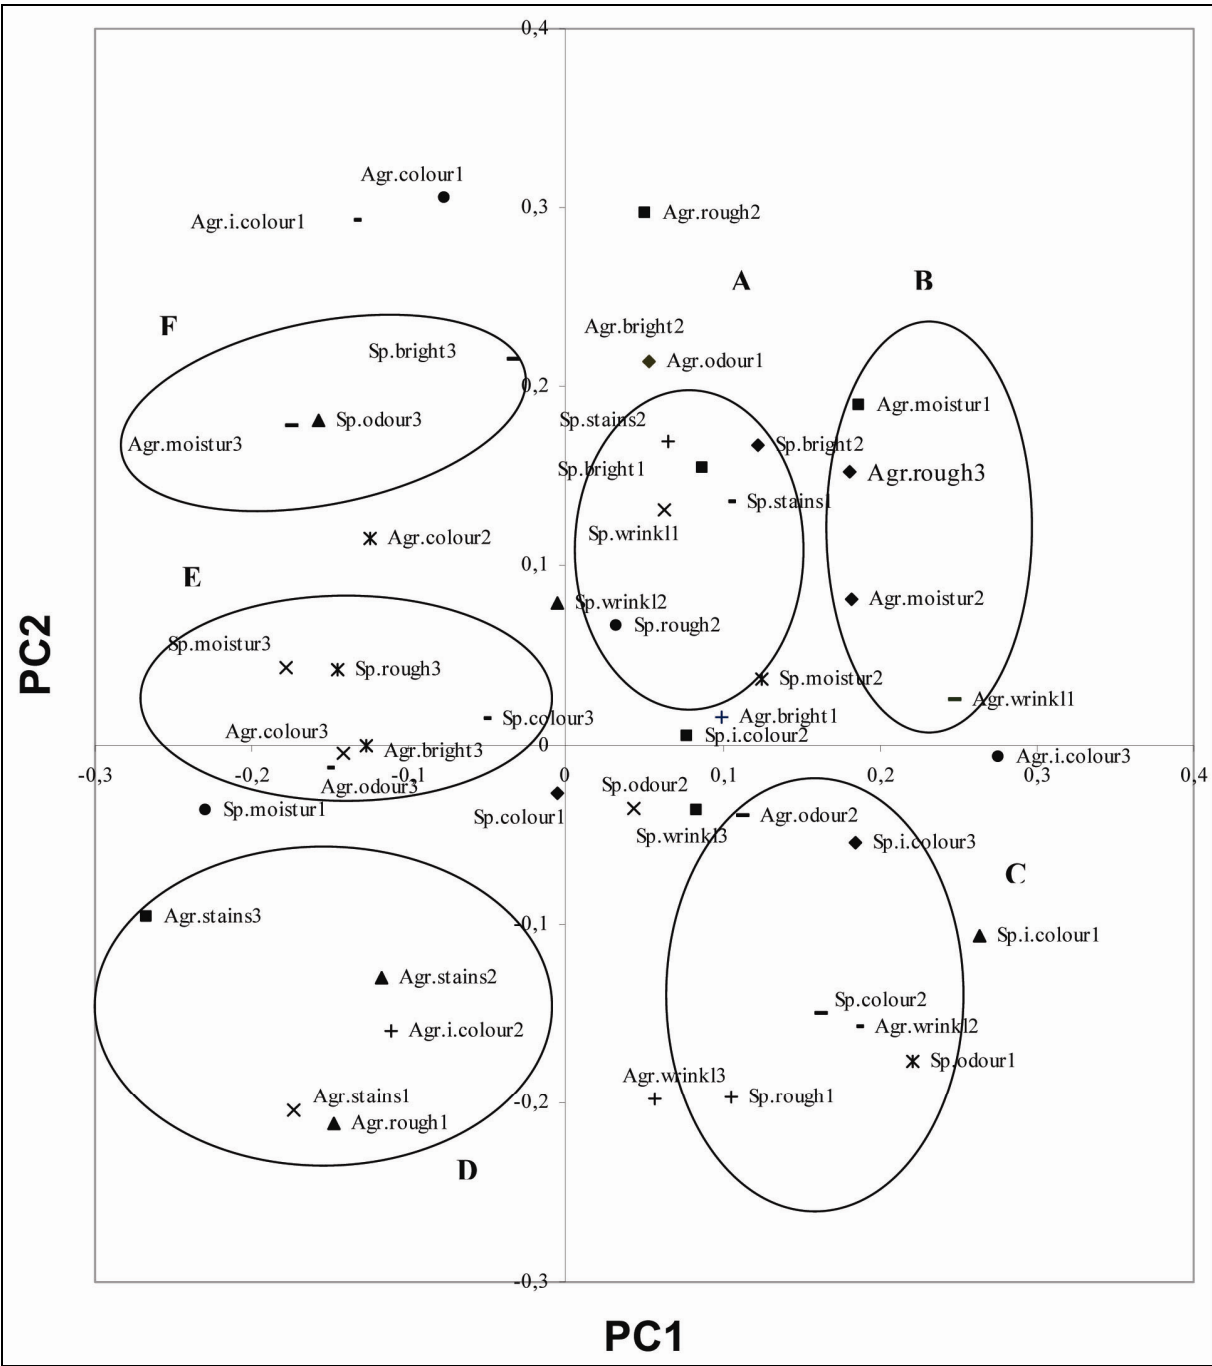 0,4
Agr.colour1
0,3
Agr.rough2
Agr.i.colour1
A
B
F
Agr.bright2
Sp.bright3
Agr.odour1
0,2
Agr.moistur1
Sp.odour3
Sp.stains2
Agr.moistur3
Sp.bright2
Sp.bright1
Agr.rough3
Sp.stains1
Sp.wrinkl1
Agr.colour2
0,1
E
Sp.wrinkl2
Agr.moistur2
Sp.rough2
Sp.moistur3
Sp.rough3
Sp.moistur2
PC2
Agr.wrinkl1
Sp.colour3
Agr.bright1
Agr.colour3
Sp.i.colour2
0
Agr.bright3
Agr.i.colour3
-0,3
-0,2
-0,1
0
0,1
0,2
0,3
0,4
Agr.odour3
Sp.odour2
Sp.moistur1
Sp.colour1
Agr.odour2
Sp.wrinkl3
Sp.i.colour3
C
Agr.stains3
-0,1
Sp.i.colour1
Agr.stains2
Sp.colour2
Agr.i.colour2
Agr.wrinkl2
Sp.odour1
Agr.wrinkl3
Agr.stains1
-0,2
Sp.rough1
Agr.rough1
D
-0,3
PC1